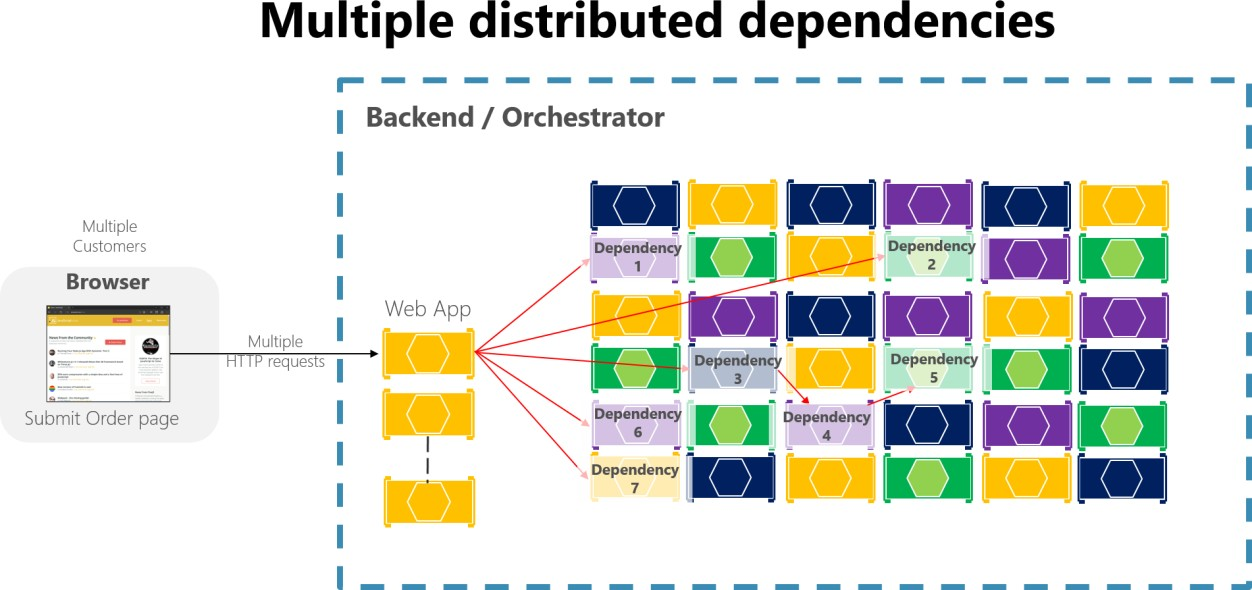 Multiple distributed dependencies
Backend / Orchestrator
Multiple
Customers
Browser
Submit Order page
Multiple
HTTP requests
Web App
Dependency
1
Dependency
2
Dependency
3
Dependency
5
Dependency
6
Dependency
4
Dependency
7